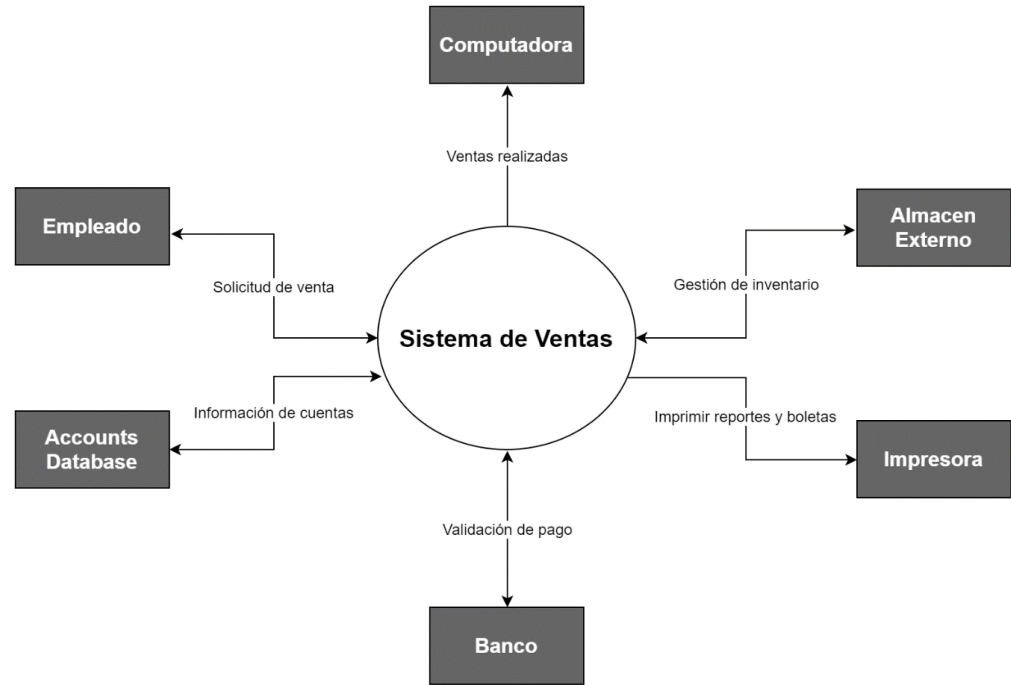 Computadora
Ventas realizadas
Empleado
Almacen
Externo
Solicitud de venta
Gestión de inventario
Sistema de Ventas
Información de cuentas
Imprimir reportes y boletas
Accounts
Database
Impresora
Validación de pago
Banco